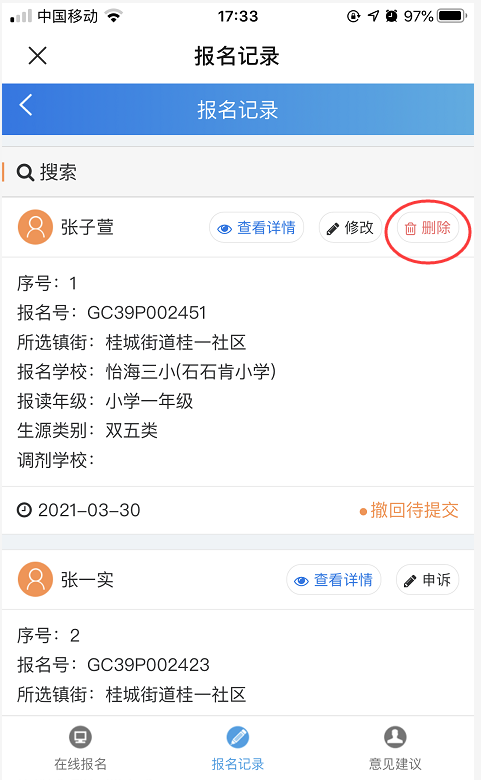 中国移动 17:33 97%
报名记录
报名记录
搜索
张子萱 查看详情 修改 删除
序号：1
报名号：GC39P002451
所选镇街：桂城街道桂一社区
报名学校：怡海三小(石石肯小学)
报读年级：小学一年级
生源类别：双五类
调剂学校：
2021-03-30 撤回待提交
张一实 查看详情 申诉
序号：2
报名号：GC39P002423
所选镇街：桂城街道桂一社区
在线报名 报名记录 意见建议